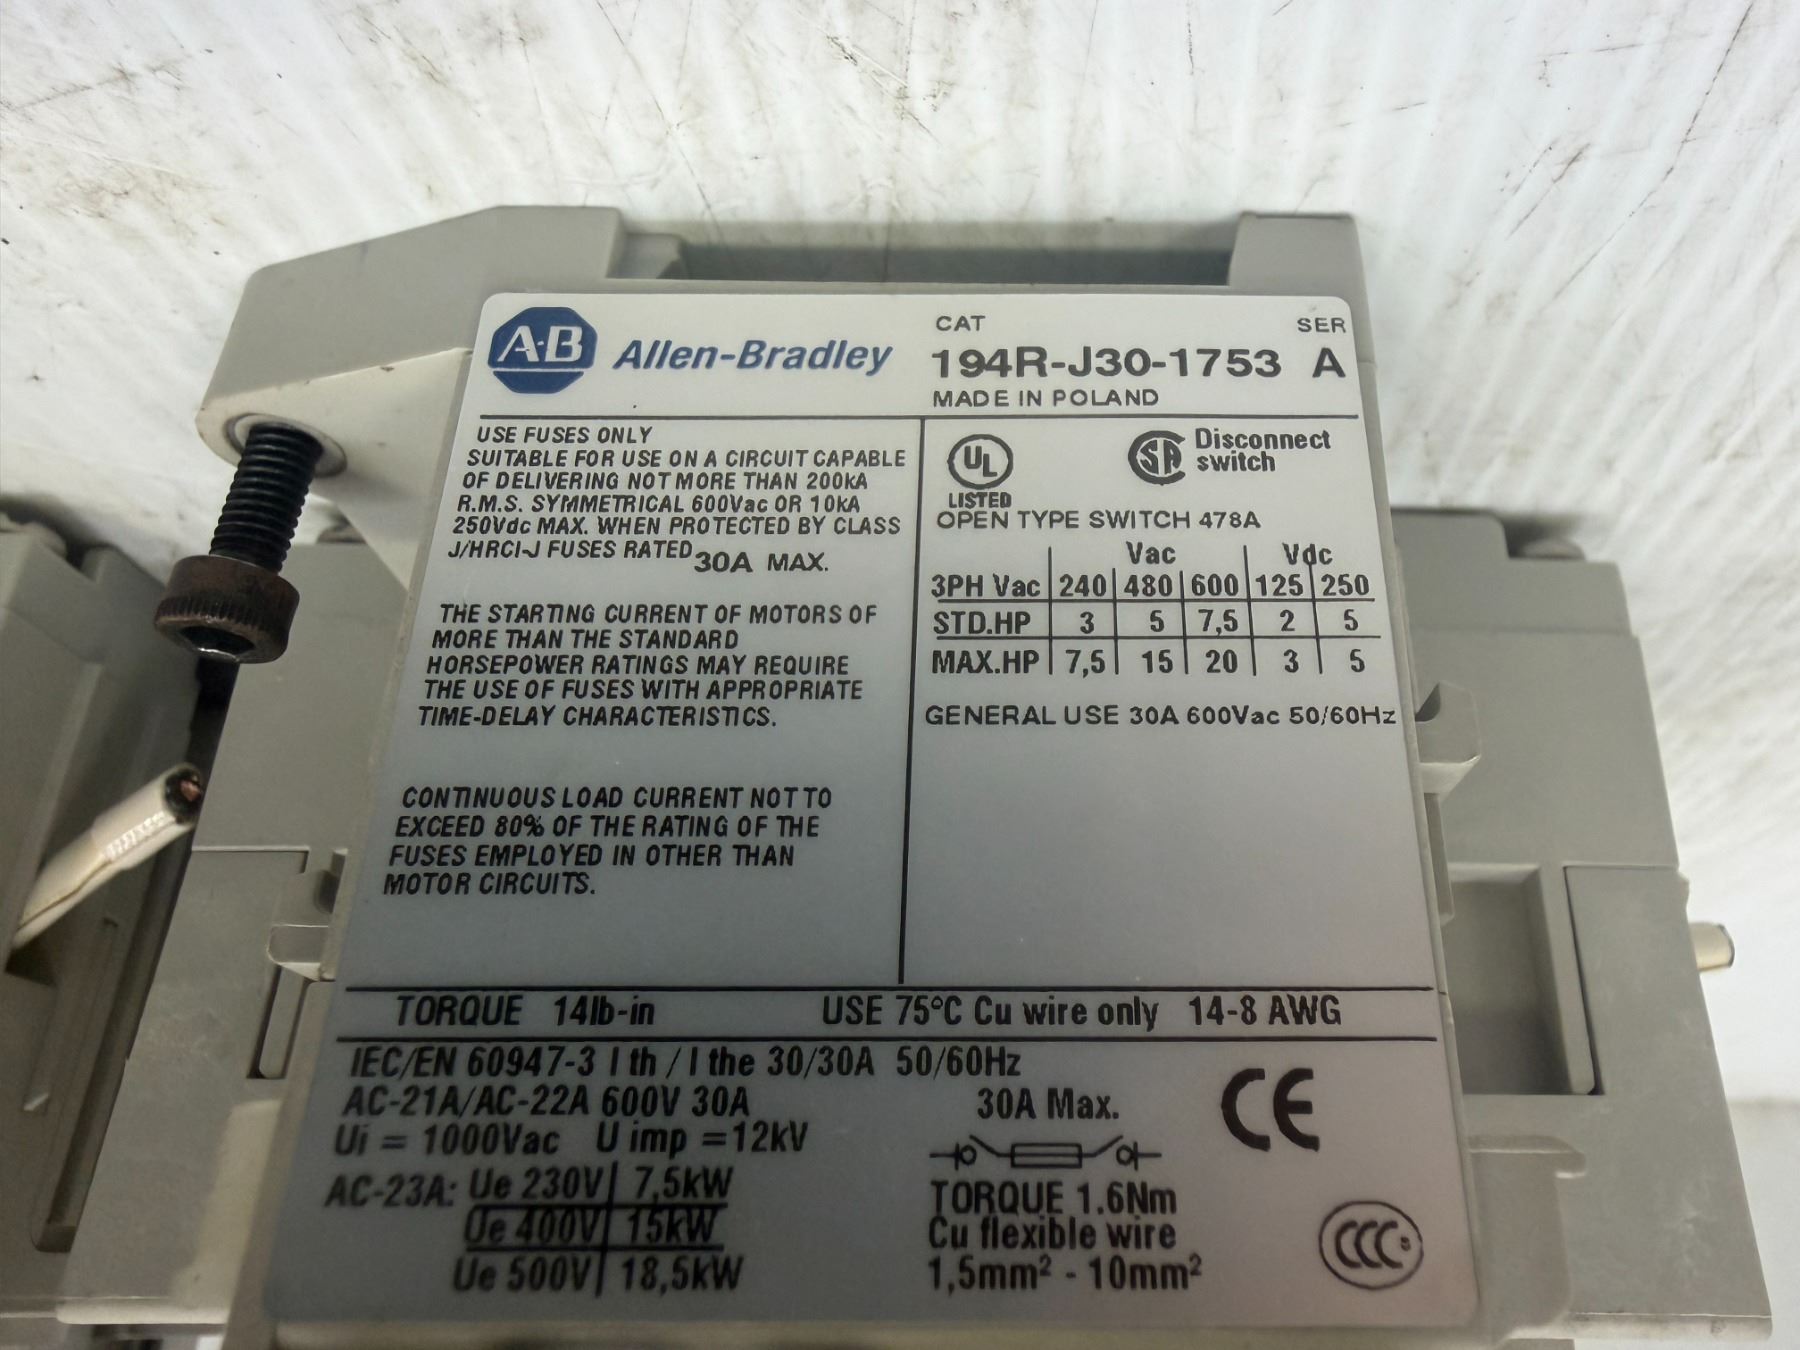 A-B Allen-Bradley
CAT SER
194R-J30-1753 A
MADE IN POLAND
USE FUSES ONLY
SUITABLE FOR USE ON A CIRCUIT CAPABLE
OF DELIVERING NOT MORE THAN 200kA
R.M.S. SYMMETRICAL 600Vac OR 10kA
250Vdc MAX. WHEN PROTECTED BY CLASS
J/HRCI-J FUSES RATED 30A MAX.
THE STARTING CURRENT OF MOTORS OF
MORE THAN THE STANDARD
HORSEPOWER RATINGS MAY REQUIRE
THE USE OF FUSES WITH APPROPRIATE
TIME-DELAY CHARACTERISTICS.
CONTINUOUS LOAD CURRENT NOT TO
EXCEED 80% OF THE RATING OF THE
FUSES EMPLOYED IN OTHER THAN
MOTOR CIRCUITS.
UL
LISTED
SA Disconnect
switch
OPEN TYPE SWITCH 478A
Vac Vdc
3PH Vac 240 480 600 125 250
STD.HP 3 5 7,5 2 5
MAX.HP 7,5 15 20 3 5
GENERAL USE 30A 600Vac 50/60Hz
TORQUE 14lb-in USE 75°C Cu wire only 14-8 AWG
IEC/EN 60947-3 I th / I the 30/30A 50/60Hz
AC-21A/AC-22A 600V 30A
Ui = 1000Vac U imp =12kV
AC-23A: Ue 230V 7,5kW
Ue 400V 15kW
Ue 500V 18,5kW
30A Max.
TORQUE 1.6Nm
Cu flexible wire
1,5mm² - 10mm²
CE
CCC S